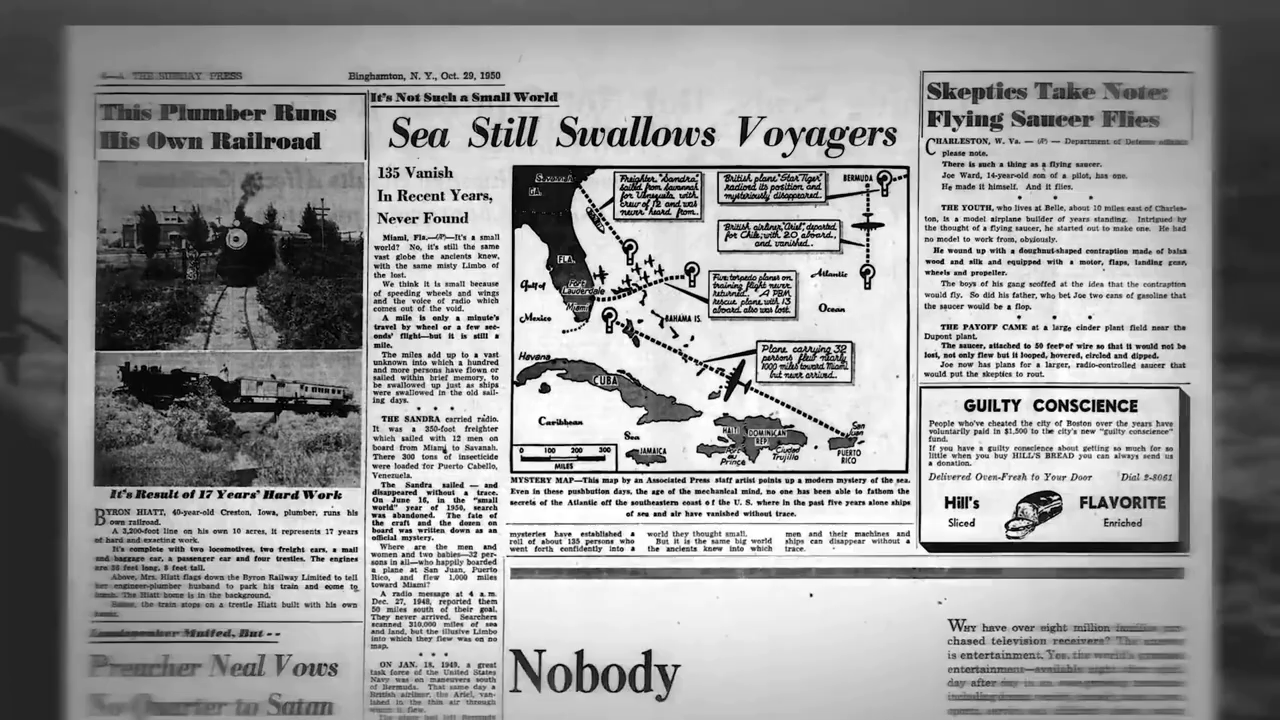 THE SUNDAY PRESS
Binghamton, N. Y., Oct. 29, 1950
This Plumber Runs
His Own Railroad
It's Result of 17 Years' Hard Work
BYRON HIATT, 40-year-old Creston, Iowa, plumber, runs his
own railroad.
A 3,200-foot line on his own 10 acres, it represents 17 years
of hard and exacting work.
It's complete with two locomotives, two freight cars, a mail
and baggage car, a passenger car and four trestles. The engines
are 36 feet long, 8 feet tall.
Above, Mrs. Hiatt flags down the Byron Railway Limited to tell
her engineer-plumber husband to park his train and come to
lunch. The Hiatt home is in the background.
Below, the train stops on a trestle Hiatt built with his own
hands.
Loudspeaker Muffed, But - -
Preacher Neal Vows
No Quarter to Satan
It's Not Such a Small World
Sea Still Swallows Voyagers
135 Vanish
In Recent Years,
Never Found
Miami, Fla.—(AP)—It's a small
world? No, it's still the same
vast globe the ancients knew,
with the same misty Limbo of
the lost.
We think it is small because
of speeding wheels and wings
and the voice of radio which
comes out of the void.
A mile is only a minute's
travel by wheel or a few sec-
onds' flight—but it is still a
mile.
The miles add up to a vast
unknown into which a hundred
and more persons have flown or
sailed within brief memory, to
be swallowed up just as ships
were swallowed in the old sail-
ing days.
* * *
THE SANDRA carried radio.
It was a 350-foot freighter
which sailed with 12 men on
board from Miami to Savanah.
There 300 tons of insecticide
were loaded for Puerto Cabello,
Venezuela.
The Sandra sailed — and
disappeared without a trace.
On June 16, in the "small
world" year of 1950, search
was abandoned. The fate of
the craft and the dozen on
board was written down as an
official mystery.
Where are the men and
women and two babies—32 per-
sons in all—who happily boarded
a plane at San Juan, Puerto
Rico, and flew 1,000 miles
toward Miami?
A radio message at 4 a. m.
Dec. 27, 1948, reported them
50 miles south of their goal.
They never arrived. Searchers
scanned 310,000 miles of sea
and land, but the illusive Limbo
into which they flew was on no
map.
* * *
ON JAN. 18, 1949, a great
task force of the United States
Navy was on maneuvers south
of Bermuda. That same day a
British airliner, the Ariel, van-
ished in the thin air through
which it flew.
Savannah
GA.
FLA.
Fort
Lauderdale
Miami
Gulf of
Mexico
Freighter "Sandra"
sailed from Savannah
for Venezuela with
crew of 12 and was
never heard from.
British plane "Star Tiger"
radioed its position and
mysteriously disappeared.
BERMUDA
British airliner "Ariel" departed
for Chile, with 20 aboard,
and vanished.
Five torpedo planes on
training flight never
returned. A PBM
rescue plane with 13
aboard also was lost.
Atlantic
Ocean
BAHAMA IS.
Plane carrying 32
persons flew nearly
1000 miles toward Miami
but never arrived.
Havana
CUBA
Caribbean
Sea
JAMAICA
HAITI
Port
au
Prince
DOMINICAN
REP.
Ciudad
Trujillo
San
Juan
PUERTO
RICO
0 100 200 300
MILES
MYSTERY MAP—This map by an Associated Press staff artist points up a modern mystery of the sea.
Even in these pushbutton days, the age of the mechanical mind, no one has been able to fathom the
secrets of the Atlantic off the southeastern coast of the U. S. where in the past five years alone ships
of sea and air have vanished without trace.
mysteries have established a
roll of about 135 persons who
went forth confidently into a
world they thought small.
But it is the same big world
the ancients knew into which
men and their machines and
ships can disappear without a
trace.
Nobody
Skeptics Take Note:
Flying Saucer Flies
CHARLESTON, W. Va. — (AP) — Department of Defense
please note.
There is such a thing as a flying saucer.
Joe Ward, 14-year-old son of a pilot, has one.
He made it himself. And it flies.
* * *
THE YOUTH, who lives at Belle, about 10 miles east of Charles-
ton, is a model airplane builder of years standing. Intrigued by
the thought of a flying saucer, he started out to make one. He had
no model to work from, obviously.
He wound up with a doughnut-shaped contraption made of balsa
wood and silk and equipped with a motor, flaps, landing gear,
wheels and propeller.
The boys of his gang scoffed at the idea that the contraption
would fly. So did his father, who bet Joe two cans of gasoline that
the saucer would be a flop.
* * *
THE PAYOFF CAME at a large cinder plant field near the
Dupont plant.
The saucer, attached to 50 feet of wire so that it would not be
lost, not only flew but it looped, hovered, circled and dipped.
Joe now has plans for a larger, radio-controlled saucer that
would put the skeptics to rout.
GUILTY CONSCIENCE
People who've cheated the city of Boston over the years have
voluntarily paid in $1,500 to the city's new "guilty conscience"
fund.
If you have a guilty conscience about getting so much for so
little when you buy HILL'S BREAD you can always send us
a donation.
Delivered Oven-Fresh to Your Door Dial 2-8061
Hill's
Sliced
FLAVORITE
Enriched
WHY have over eight million families
chased television receivers? The
is entertainment. Yes, the world's
entertainment—available night
day after day in
including